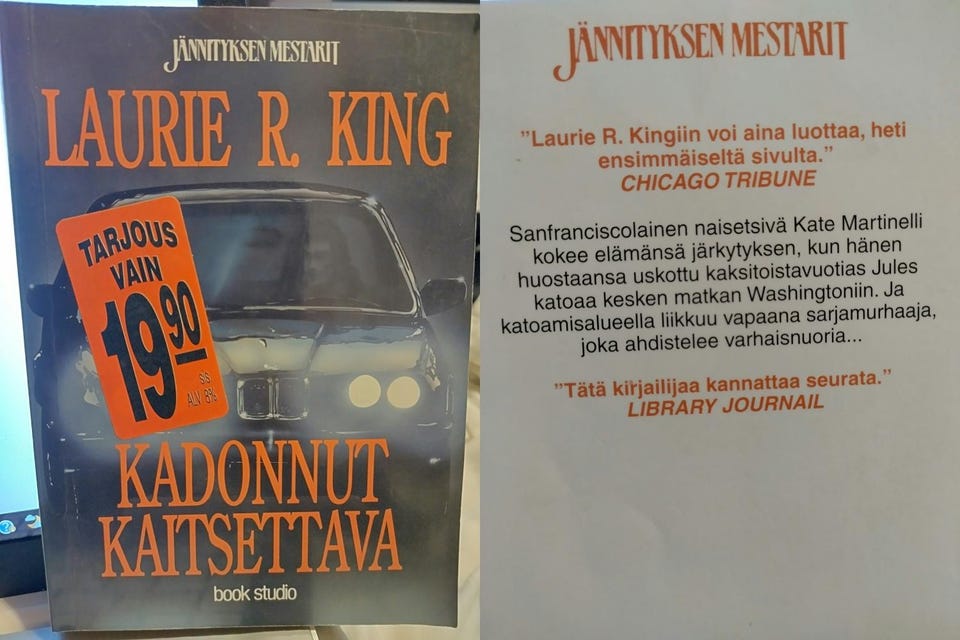 JÄNNITYKSEN MESTARIT
LAURIE R. KING
TARJOUS
VAIN
19 90
sis
ALV 8%
KADONNUT
KAITSETTAVA
book studio
JÄNNITYKSEN MESTARIT
”Laurie R. Kingiin voi aina luottaa, heti
ensimmäiseltä sivulta.”
CHICAGO TRIBUNE
Sanfranciscolainen naisetsivä Kate Martinelli
kokee elämänsä järkytyksen, kun hänen
huostaansa uskottu kaksitoistavuotias Jules
katoaa kesken matkan Washingtoniin. Ja
katoamisalueella liikkuu vapaana sarjamurhaaja,
joka ahdistelee varhaisnuoria...
”Tätä kirjailijaa kannattaa seurata.”
LIBRARY JOURNAIL